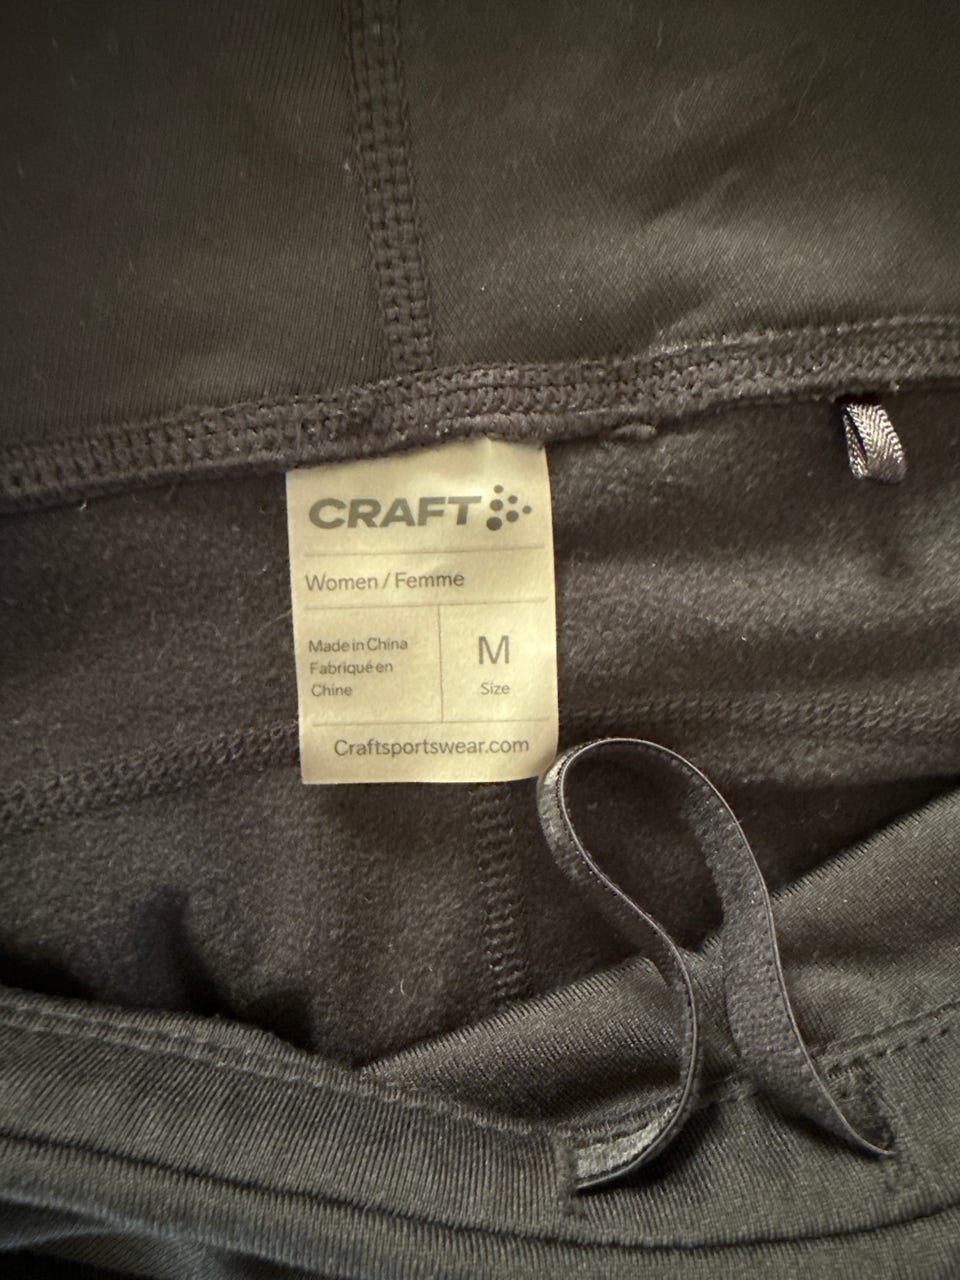 CRAFT
Women / Femme
Made in China
Fabriqué en
Chine
M
Size
Craftsportswear.com